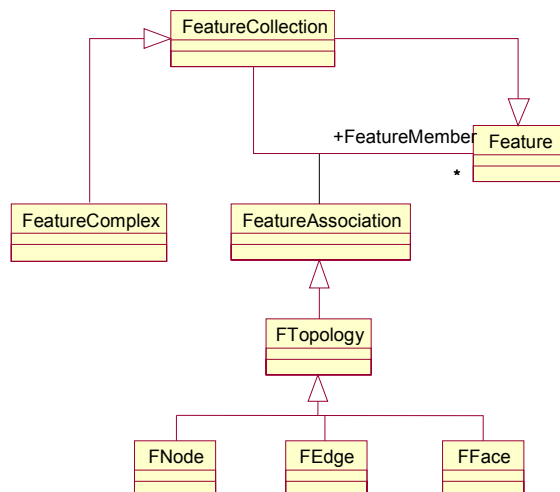 FeatureCollection
+FeatureMember
Feature
*
FeatureComplex
FeatureAssociation
FTopology
FNode
FEdge
FFace